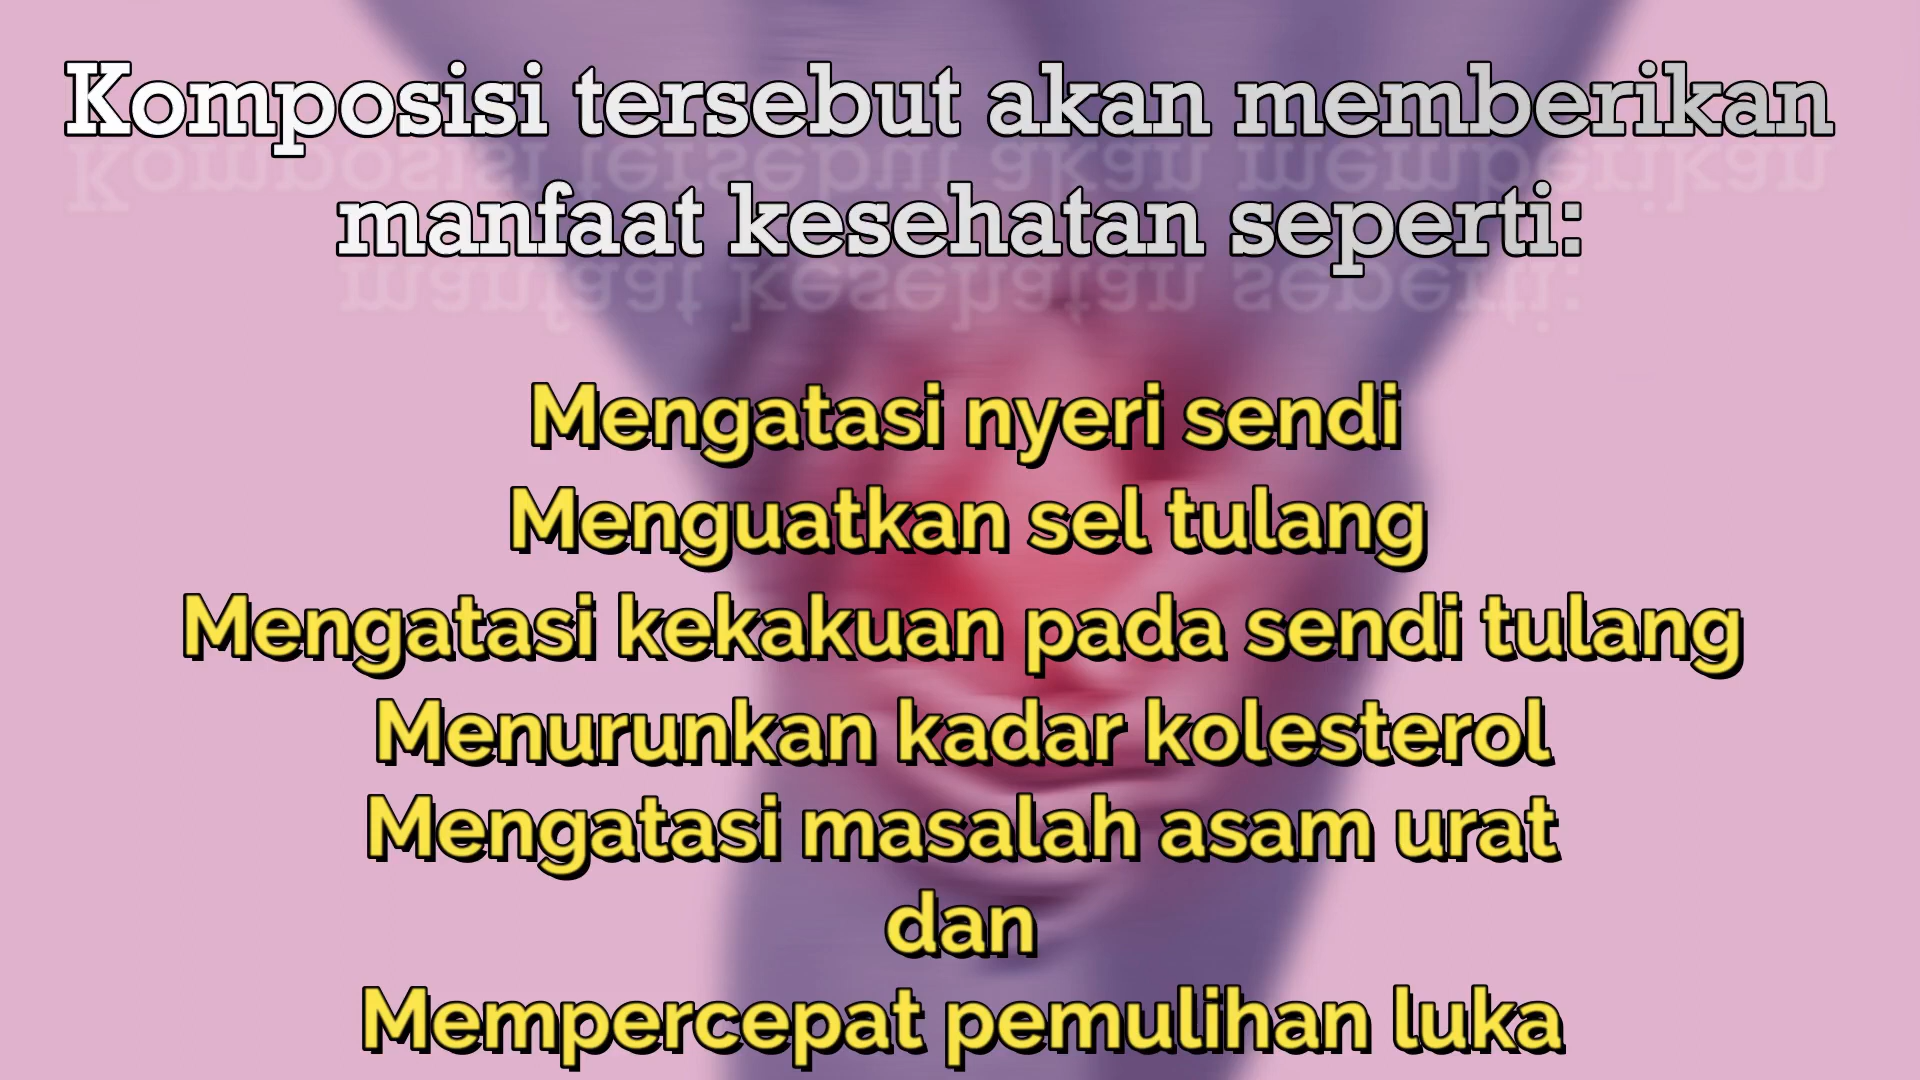 Komposisi tersebut akan memberikan
manfaat kesehatan seperti:
Mengatasi nyeri sendi
Menguatkan sel tulang
Mengatasi kekakuan pada sendi tulang
Menurunkan kadar kolesterol
Mengatasi masalah asam urat
dan
Mempercepat pemulihan luka